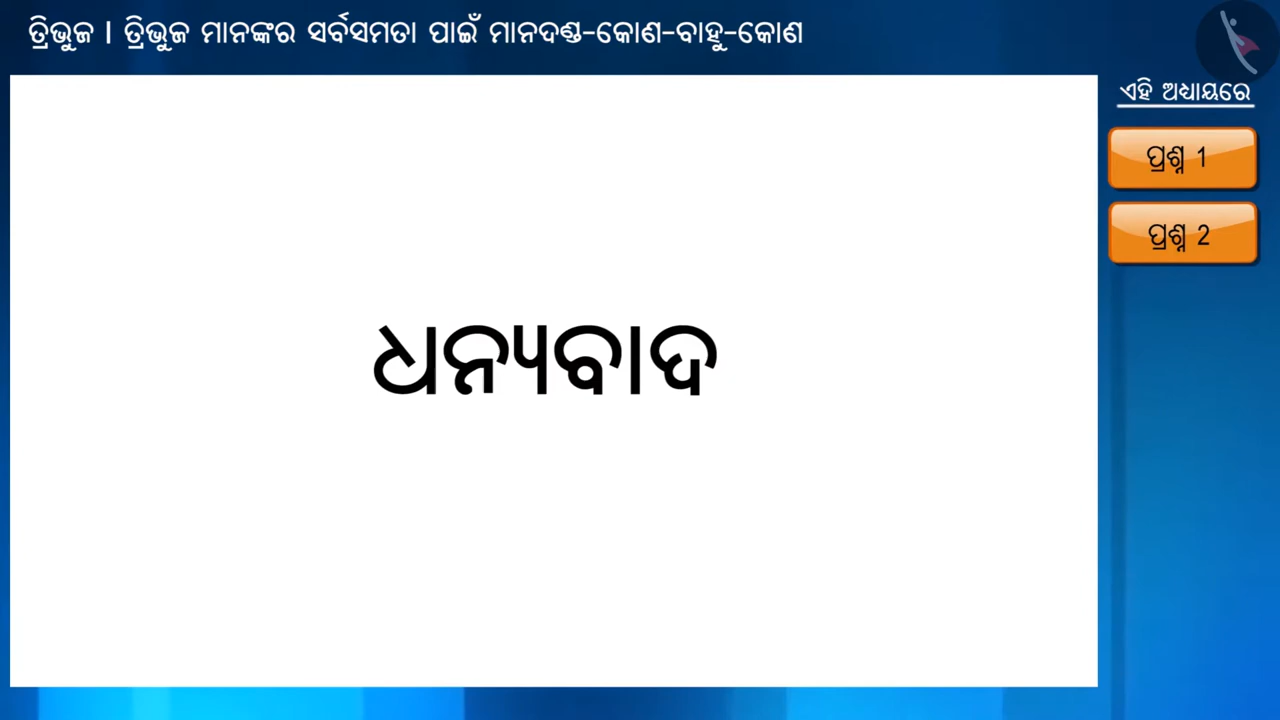 ତ୍ରିଭୁଜ | ତ୍ରିଭୁଜ ମାନଙ୍କର ସର୍ବସମତା ପାଇଁ ମାନଦଣ୍ଡ-କୋଣ-ବାହୁ-କୋଣ
ଏହି ଅଧ୍ୟାୟରେ
ପ୍ରଶ୍ନ 1
ପ୍ରଶ୍ନ 2
ଧନ୍ୟବାଦ